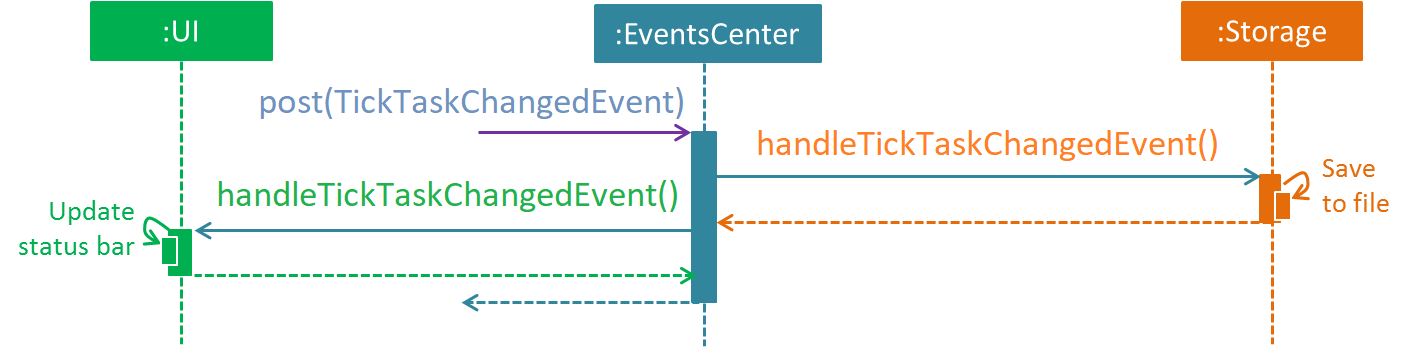 :UI
:EventsCenter
:Storage
post(TickTaskChangedEvent)
handleTickTaskChangedEvent()
Save
to file
handleTickTaskChangedEvent()
Update
status bar